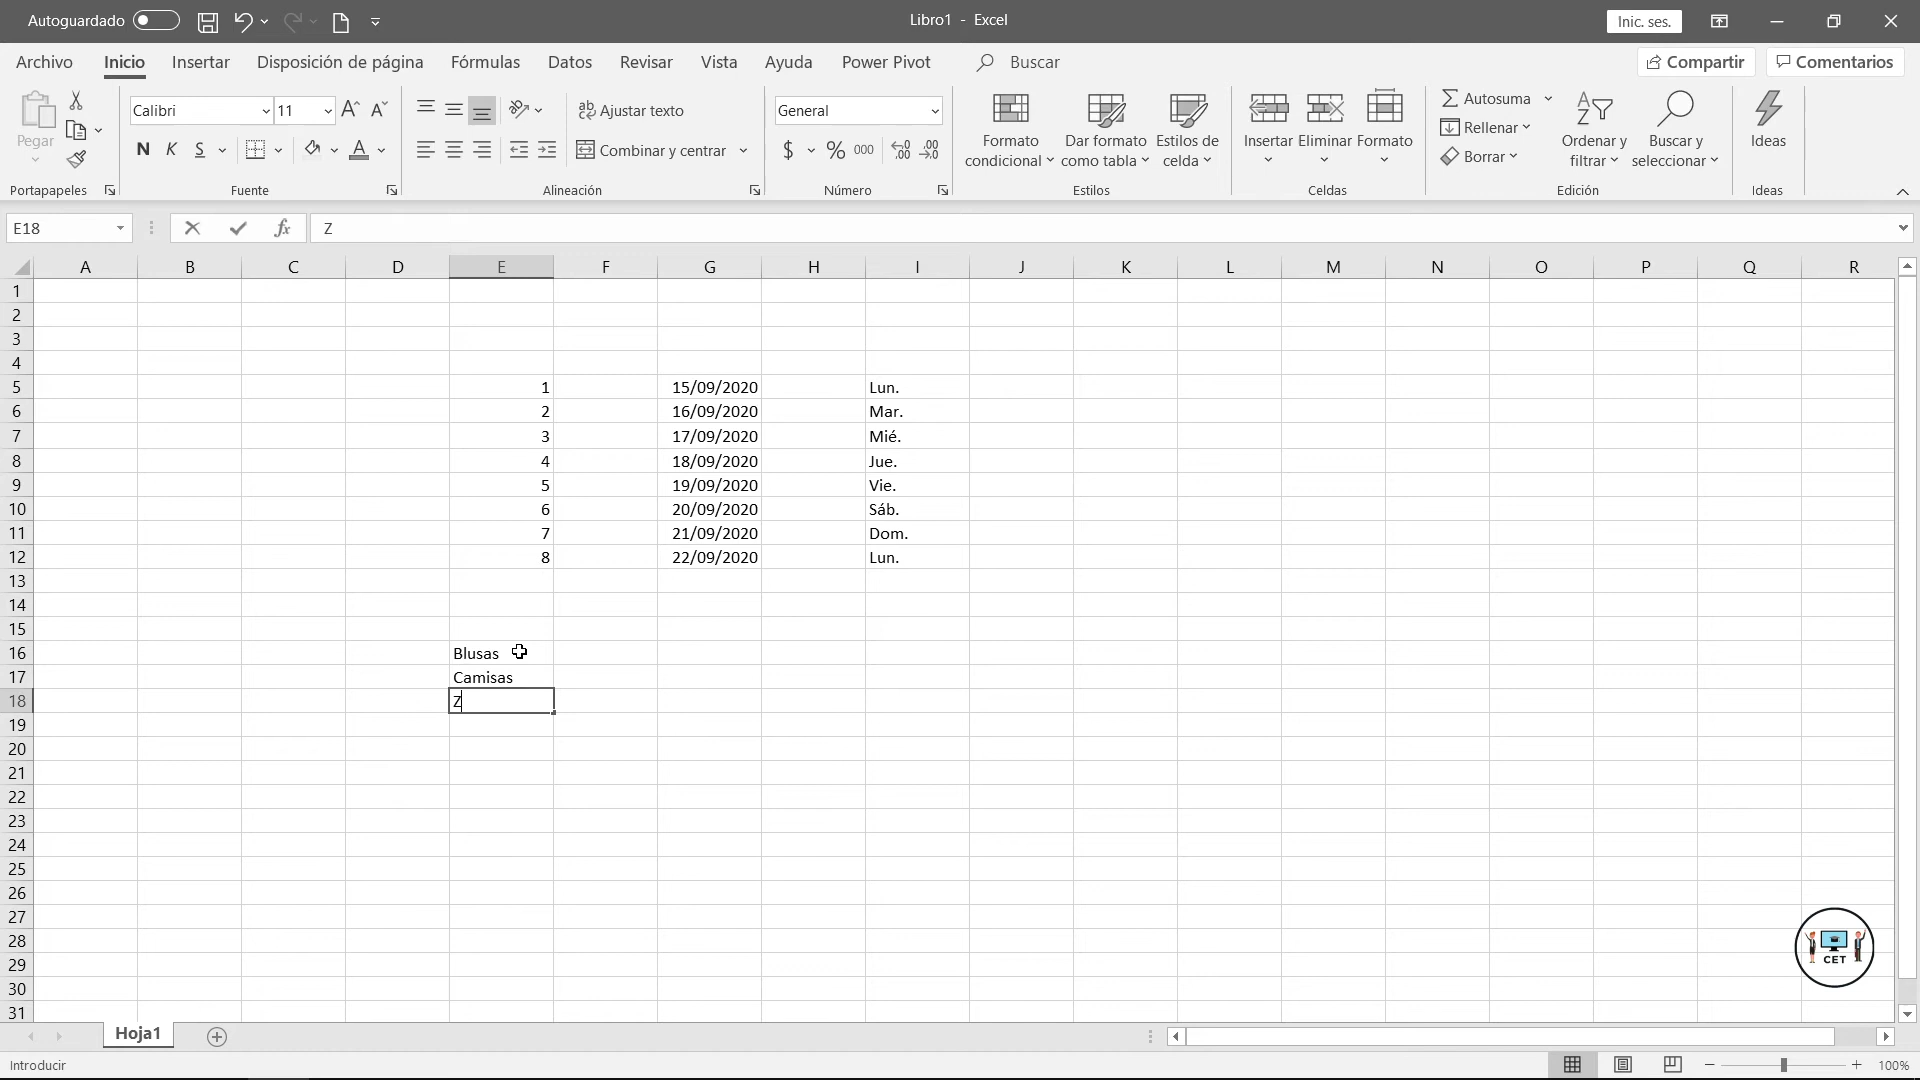 Autoguardado
Libro1 - Excel
Inic. ses.
Archivo Inicio Insertar Disposición de página Fórmulas Datos Revisar Vista Ayuda Power Pivot Buscar Compartir Comentarios
Pegar
Portapapeles
Calibri 11
N K S
Fuente
Ajustar texto
Combinar y centrar
Alineación
General
$ % 000
Número
Formato condicional
Dar formato como tabla
Estilos de celda
Estilos
Insertar Eliminar Formato
Celdas
Autosuma
Rellenar
Borrar
Ordenar y filtrar
Buscar y seleccionar
Edición
Ideas
Ideas
E18 fx Z
A B C D E F G H I J K L M N O P Q R
1
2
3
4
5 1 15/09/2020 Lun.
6 2 16/09/2020 Mar.
7 3 17/09/2020 Mié.
8 4 18/09/2020 Jue.
9 5 19/09/2020 Vie.
10 6 20/09/2020 Sáb.
11 7 21/09/2020 Dom.
12 8 22/09/2020 Lun.
13
14
15
16 Blusas
17 Camisas
18 Z
19
20
21
22
23
24
25
26
27
28
29
30
31
CET
Hoja1
Introducir
100%